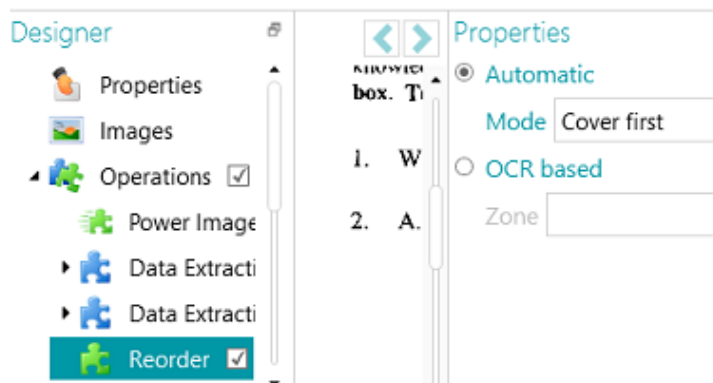 Designer
Properties
Images
Operations
Power Image
Data Extracti
Data Extracti
Reorder
box. T
1. W
2. A.
Properties
Automatic
Mode Cover first
OCR based
Zone